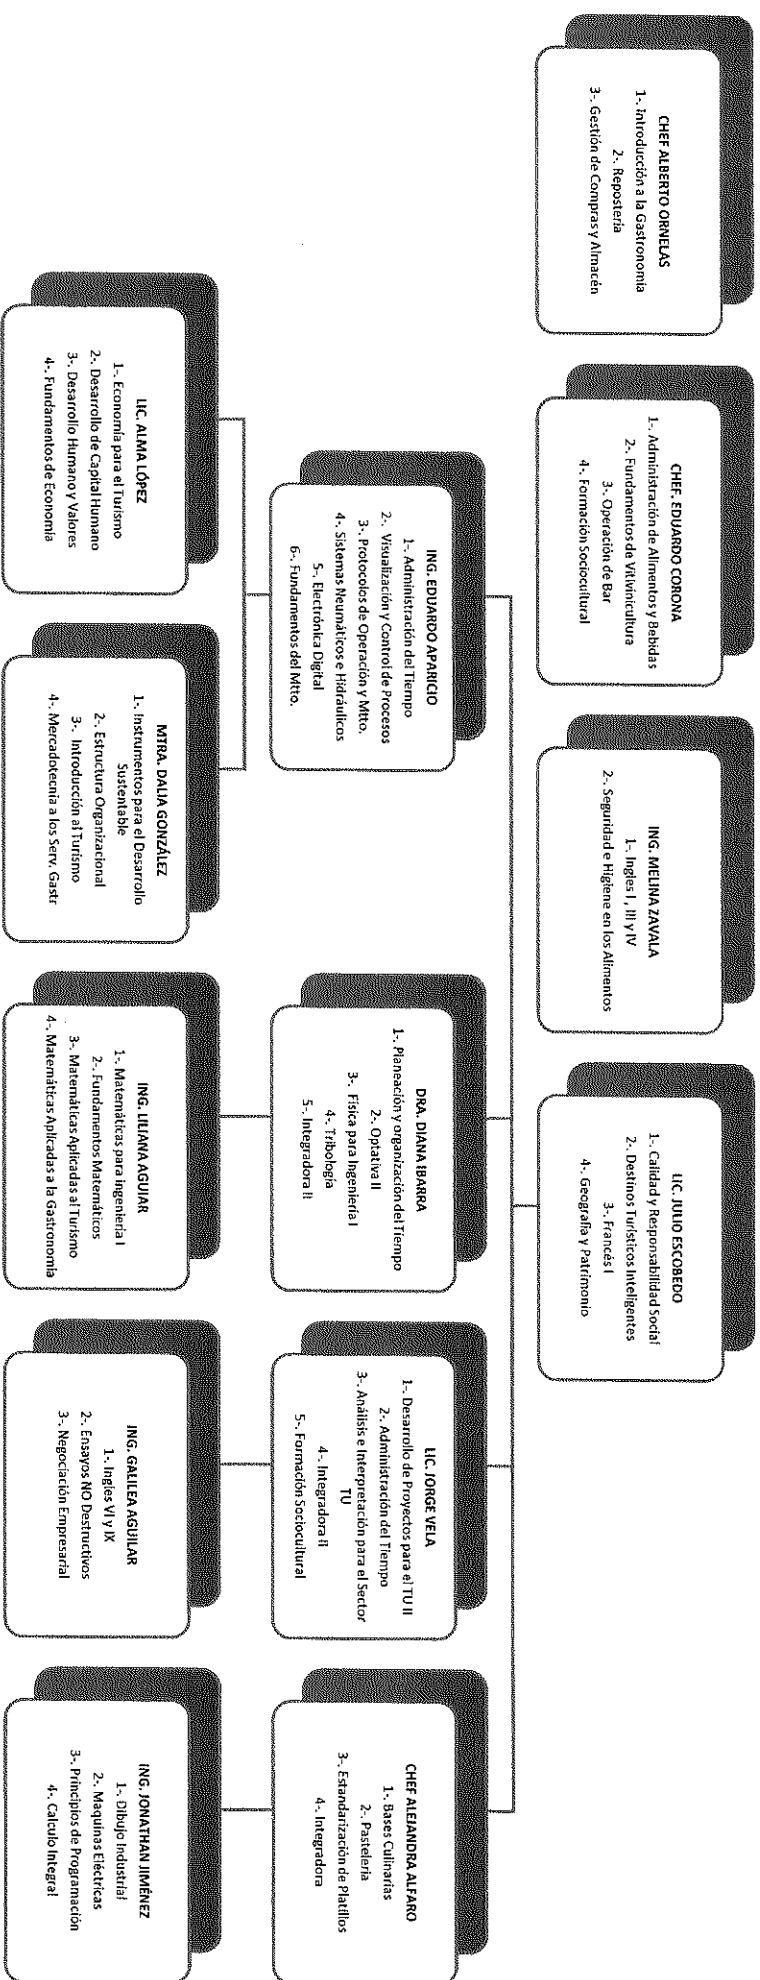 CHEF ALBERTO ORNELAS
1-. Introducción a la Gastronomia
2-. Reposteria
3-. Gestión de Compras y Almacén
CHEF. EDUARDO CORONA
1-. Administración de Alimentos y Bebidas
2-. Fundamentos de Vitivinicultura
3-. Operación de Bar
4-. Formación Sociocultural
ING. MELINA ZAVALA
1-. Ingles I , III y IV
2-. Seguridad e Higiene en los Alimentos
LIC. JULIO ESCOBEDO
1-. Calidad y Responsabilidad Social
2-. Destinos Turísticos Inteligentes
3-. Francés I
4-. Geografia y Patrimonio
ING. EDUARDO APARICIO
1-. Administración del Tiempo
2-. Visualización y Control de Procesos
3-. Protocolos de Operación y Mtto.
4-. Sistemas Neumáticos e Hidráulicos
5-. Electrónica Digital
6-. Fundamentos del Mtto.
DRA. DIANA IBARRA
1-. Planeación y organización del Tiempo
2-. Optativa II
3-. Física para Ingeniería I
4-. Tribología
5-. Integradora II
LIC. JORGE VELA
1-. Desarrollo de Proyectos para el TU II
2-. Administración del Tiempo
3-. Análisis e Interpretación para el Sector
TU
4-. Integradora II
5-. Formación Sociocultural
CHEF ALEJANDRA ALFARO
1-. Bases Culinarias
2-. Pasteleria
3-. Estandarización de Platillos
4-. Integradora
LIC. ALMA LÓPEZ
1-. Economía para el Turismo
2-. Desarrollo de Capital Humano
3-. Desarrollo Humano y Valores
4-. Fundamentos de Economia
MTRA. DALIA GONZÁLEZ
1-. Instrumentos para el Desarrollo
Sustentable
2-. Estructura Organizacional
3-. Introducción al Turismo
4-. Mercadotecnia a los Serv. Gastr
ING. LILIANA AGUIAR
1-. Matemáticas para ingeniería I
2-. Fundamentos Matemáticos
3-. Matemáticas Aplicadas al Turismo
4-. Matemáticas Aplicadas a la Gastronomia
ING. GALILEA AGUILAR
1-. Ingles VI y IX
2-. Ensayos NO Destructivos
3-. Negociación Empresarial
ING. JONATHAN JIMÉNEZ
1-. Dibujo Industrial
2-. Maquinas Eléctricas
3-. Principios de Programación
4-. Calculo Integral